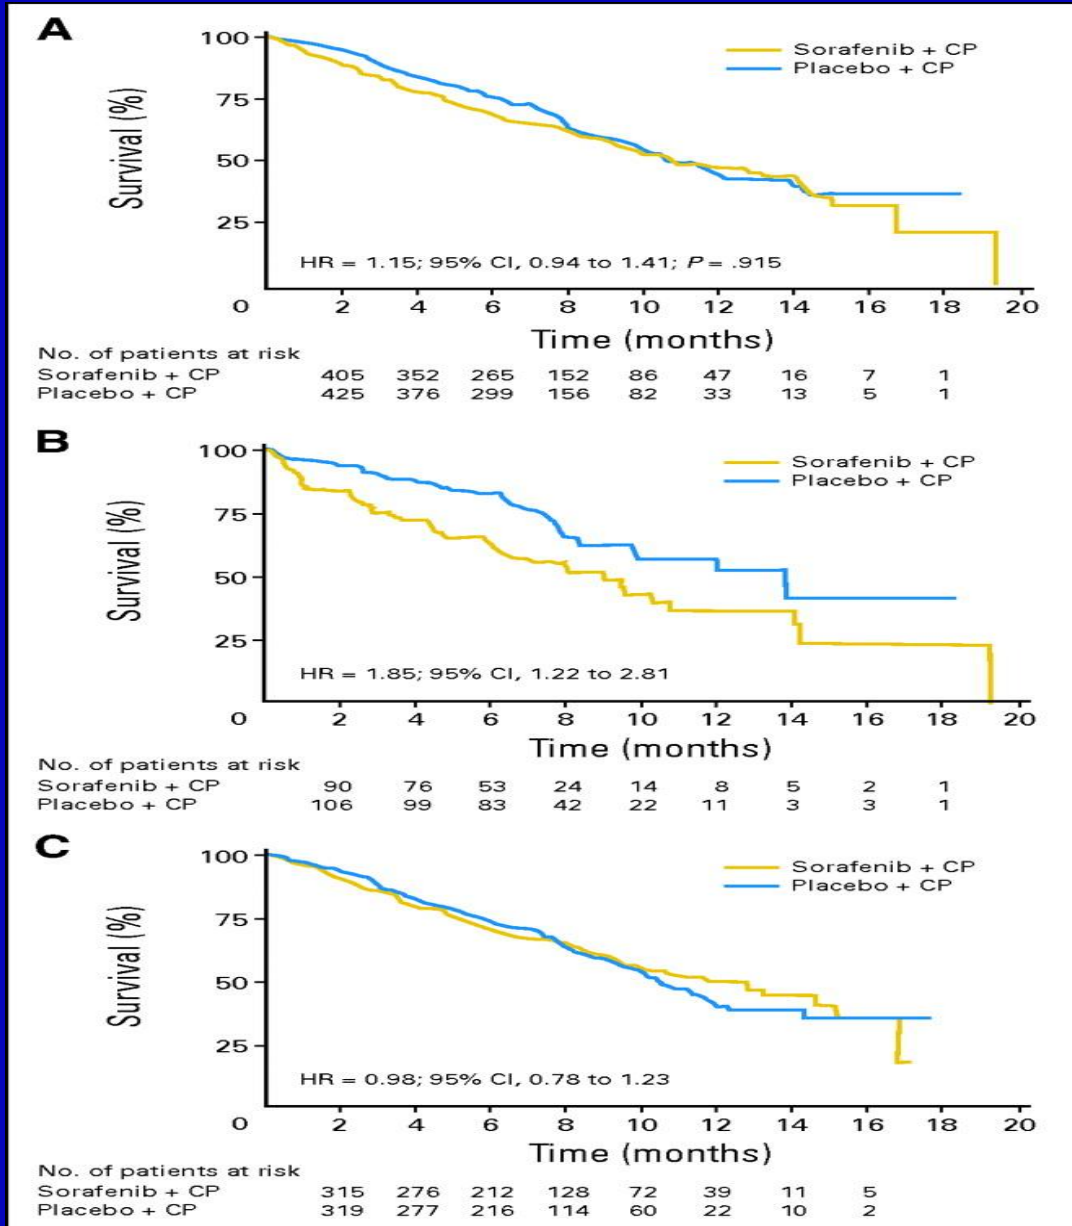 A
100
75
50
25
0
Survival (%)
Sorafenib + CP
Placebo + CP
HR = 1.15; 95% CI, 0.94 to 1.41; P = .915
2 4 6 8 10 12 14 16 18 20
Time (months)
No. of patients at risk
Sorafenib + CP 405 352 265 152 86 47 16 7 1
Placebo + CP 425 376 299 156 82 33 13 5 1
B
100
75
50
25
0
Survival (%)
Sorafenib + CP
Placebo + CP
HR = 1.85; 95% CI, 1.22 to 2.81
2 4 6 8 10 12 14 16 18 20
Time (months)
No. of patients at risk
Sorafenib + CP 90 76 53 24 14 8 5 2 1
Placebo + CP 106 99 83 42 22 11 3 3 1
C
100
75
50
25
0
Survival (%)
Sorafenib + CP
Placebo + CP
HR = 0.98; 95% CI, 0.78 to 1.23
2 4 6 8 10 12 14 16 18 20
Time (months)
No. of patients at risk
Sorafenib + CP 315 276 212 128 72 39 11 5
Placebo + CP 319 277 216 114 60 22 10 2